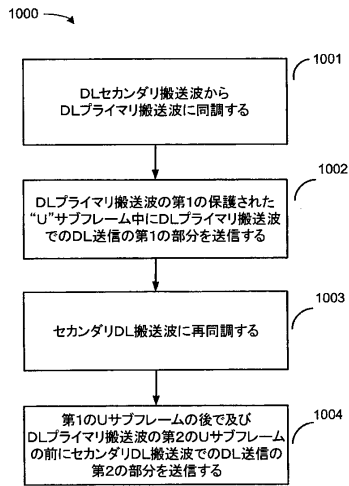 1000
1001
DLセカンダリ搬送波から
DLプライマリ搬送波に同調する
1002
DLプライマリ搬送波の第1の保護された
“U”サブフレーム中にDLプライマリ搬送波
でのDL送信の第1の部分を送信する
1003
セカンダリDL搬送波に再同調する
1004
第1のUサブフレームの後で及び
DLプライマリ搬送波の第2のUサブフレーム
の前にセカンダリDL搬送波でのDL送信の
第2の部分を送信する